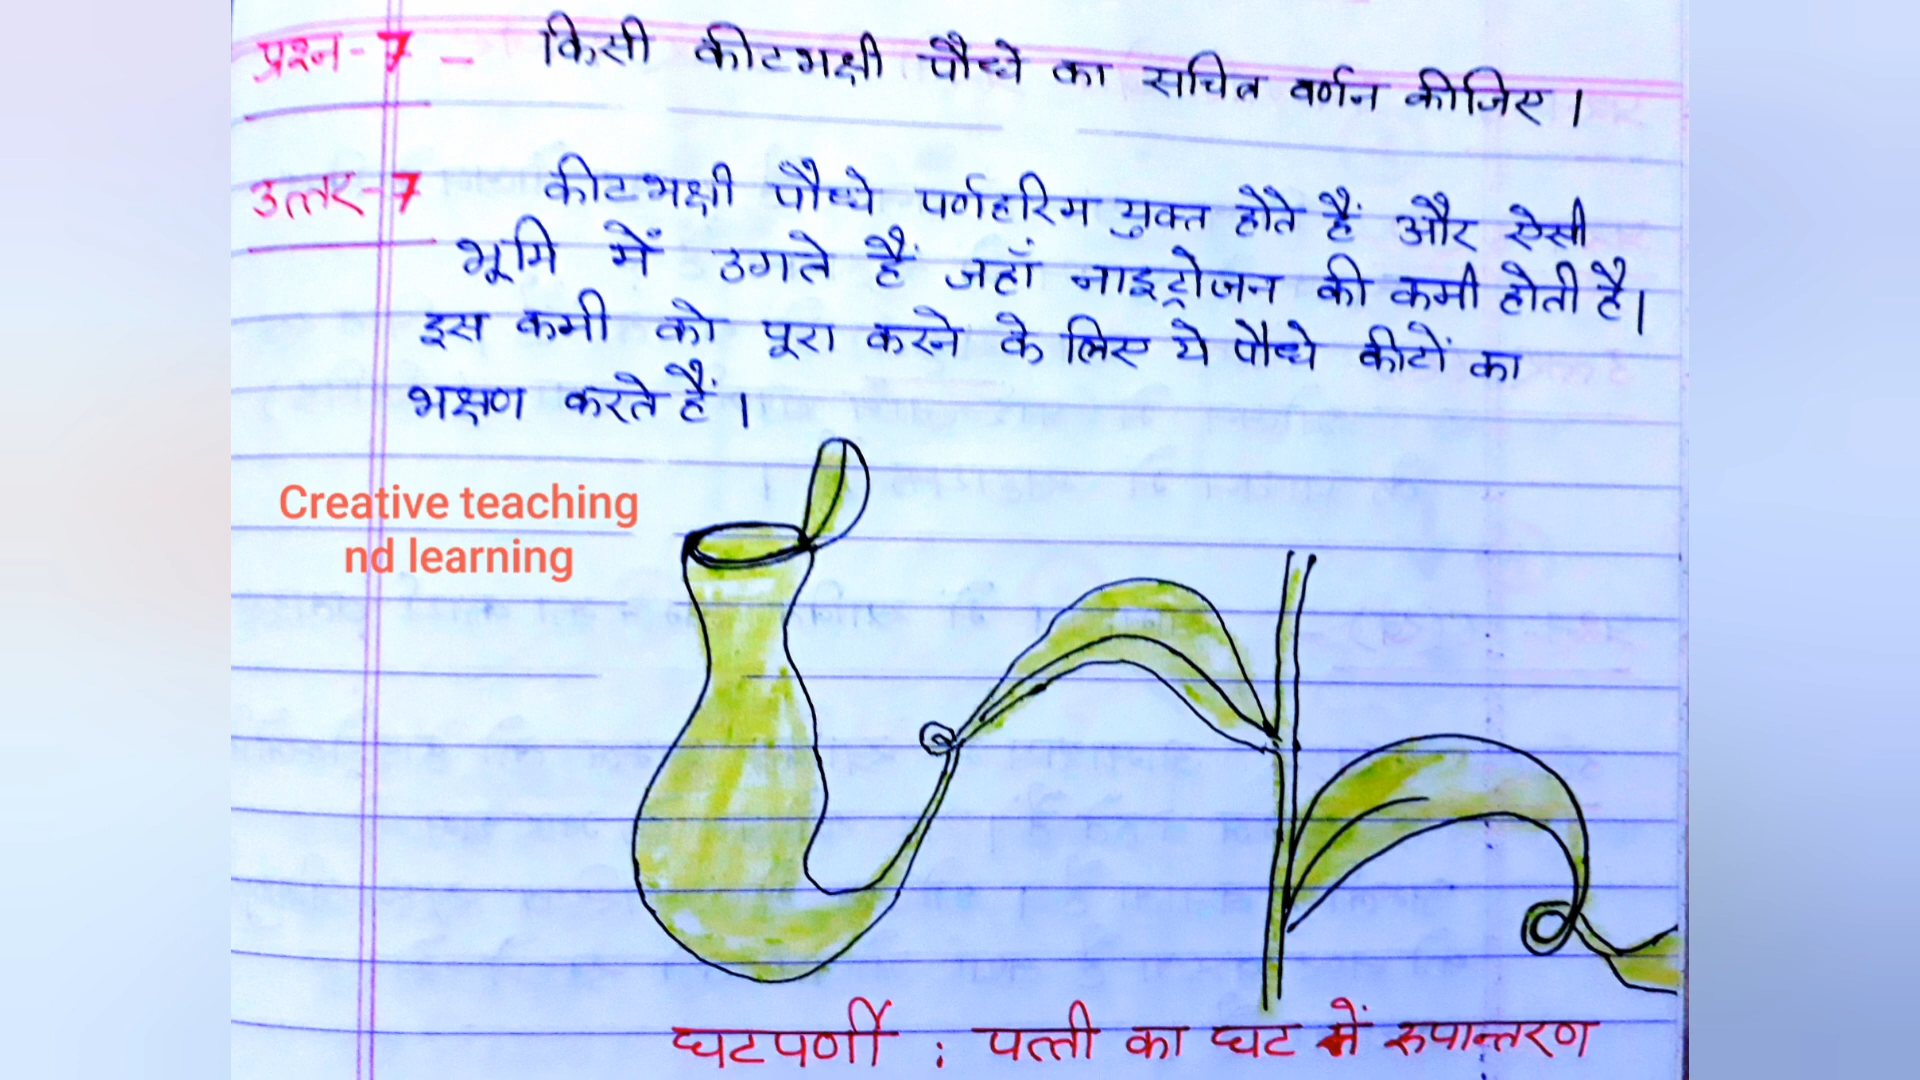 प्रश्न-7 - किसी कीटभक्षी पौधे का सचित्र वर्णन कीजिए।
उत्तर-7 कीटभक्षी पौधे पर्णहरिम युक्त होते हैं और ऐसी
भूमि में उगते हैं जहाँ नाइट्रोजन की कमी होती है।
इस कमी को पूरा करने के लिए ये पौधे कीटों का
भक्षण करते हैं।
Creative teaching
nd learning
घटपर्णी : पत्ती का घट में रुपान्तरण